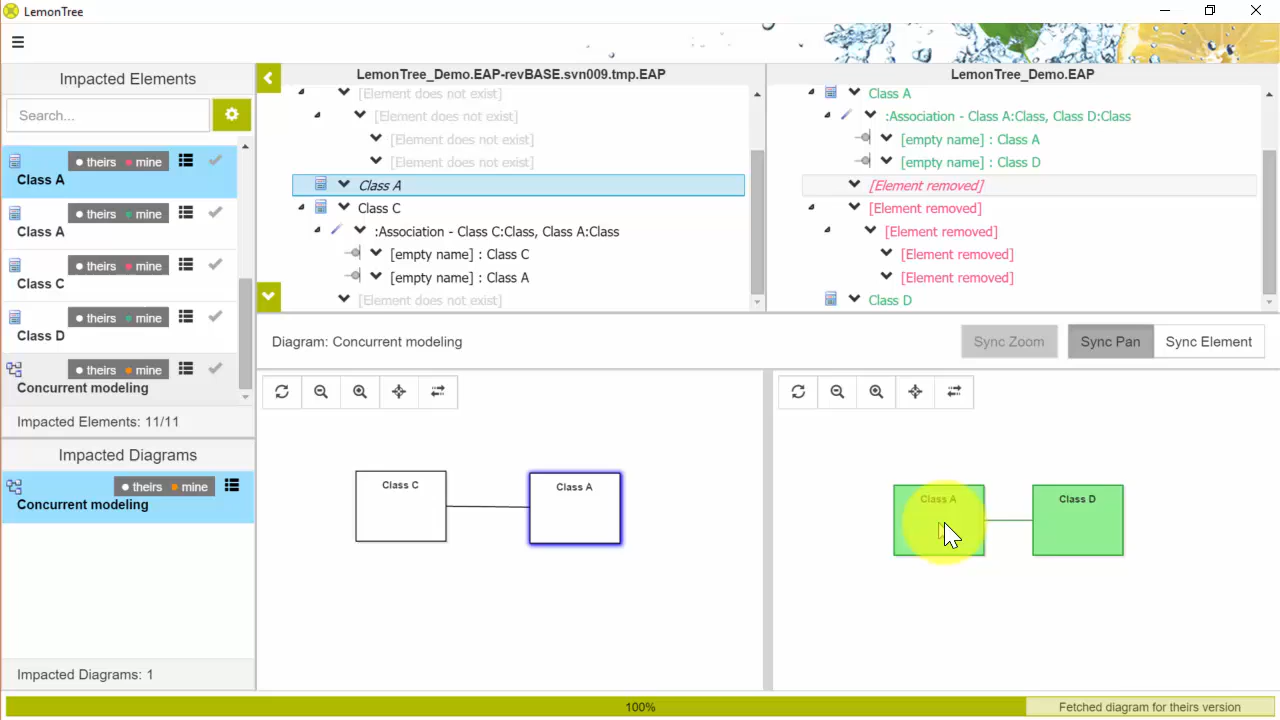 LemonTree
Impacted Elements
Search...
theirs mine
Class A
theirs mine
Class A
theirs mine
Class C
theirs mine
Class D
theirs mine
Concurrent modeling
Impacted Elements: 11/11
Impacted Diagrams
theirs mine
Concurrent modeling
Impacted Diagrams: 1
LemonTree_Demo.EAP-revBASE.svn009.tmp.EAP
[Element does not exist]
[Element does not exist]
[Element does not exist]
[Element does not exist]
Class A
Class C
:Association - Class C:Class, Class A:Class
[empty name] : Class C
[empty name] : Class A
[Element does not exist]
LemonTree_Demo.EAP
Class A
:Association - Class A:Class, Class D:Class
[empty name] : Class A
[empty name] : Class D
[Element removed]
[Element removed]
[Element removed]
[Element removed]
[Element removed]
Class D
Diagram: Concurrent modeling
Sync Zoom
Sync Pan
Sync Element
Class C
Class A
Class A
Class D
100%
Fetched diagram for theirs version